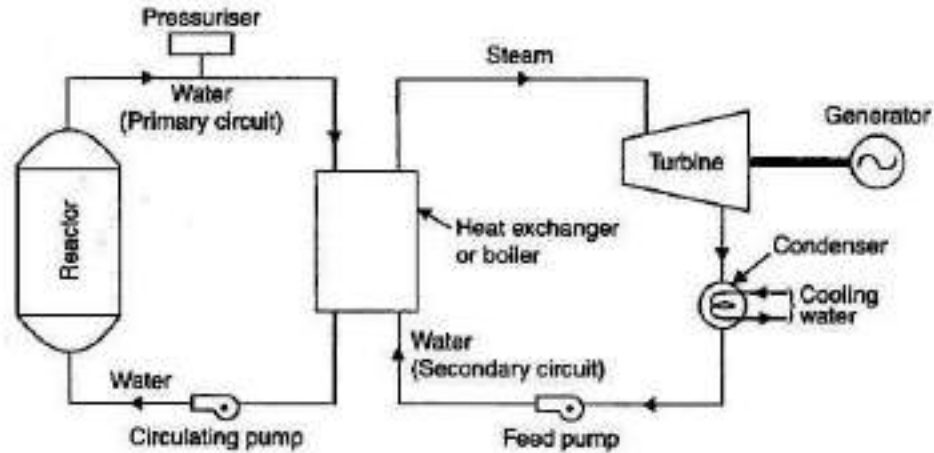 Pressuriser
Water
(Primary circuit)
Steam
Generator
Turbine
Reactor
Heat exchanger
or boiler
Condenser
Cooling
water
Water
(Secondary circuit)
Water
Circulating pump
Feed pump